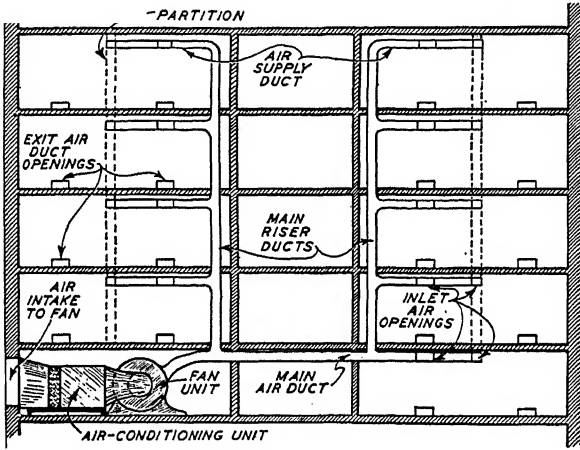 PARTITION
AIR
SUPPLY
DUCT
EXIT AIR
DUCT
OPENINGS
MAIN
RISER
DUCTS
AIR
INTAKE
TO FAN
INLET
AIR
OPENINGS
FAN
UNIT
MAIN
AIR DUCT
AIR-CONDITIONING UNIT